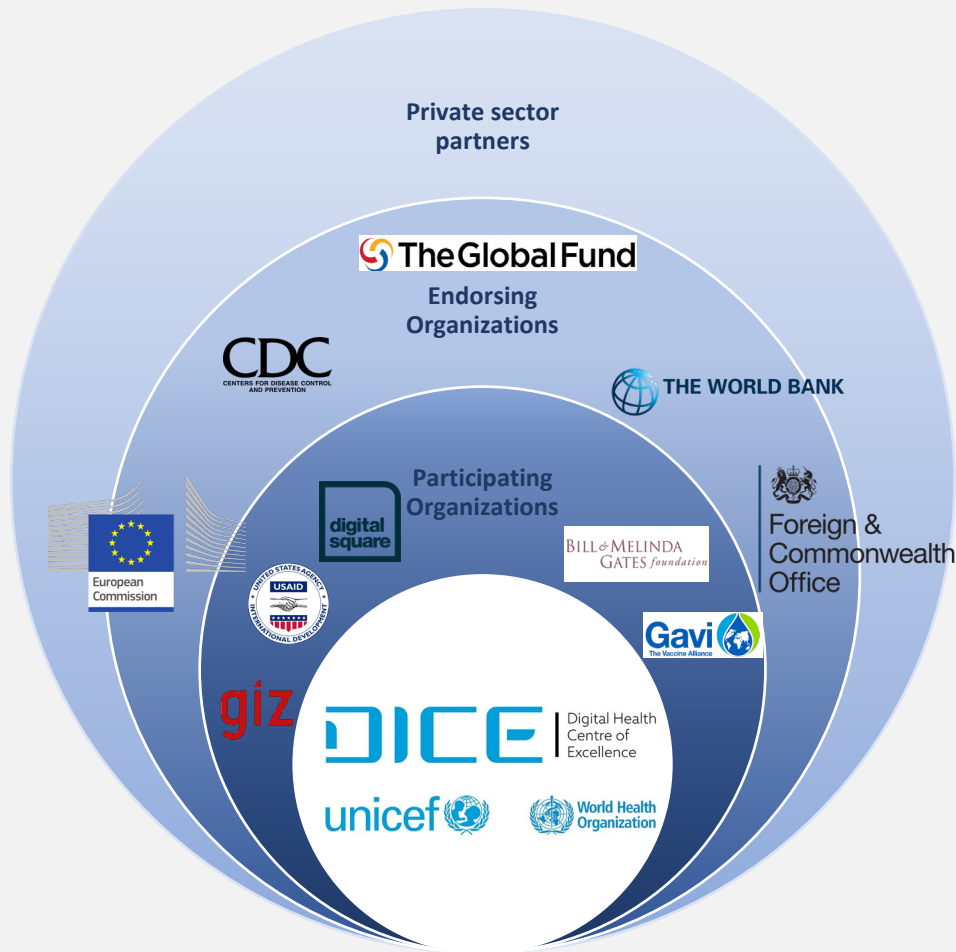 Private sector
partners
The Global Fund
Endorsing
Organizations
CDC
CENTERS FOR DISEASE CONTROL
AND PREVENTION
THE WORLD BANK
Participating
Organizations
digital
square
BILL & MELINDA
GATES foundation
Foreign &
Commonwealth
Office
European
Commission
UNITED STATES AGENCY
USAID
INTERNATIONAL DEVELOPMENT
Gavi
The Vaccine Alliance
giz
DICE
Digital Health
Centre of
Excellence
unicef
World Health
Organization